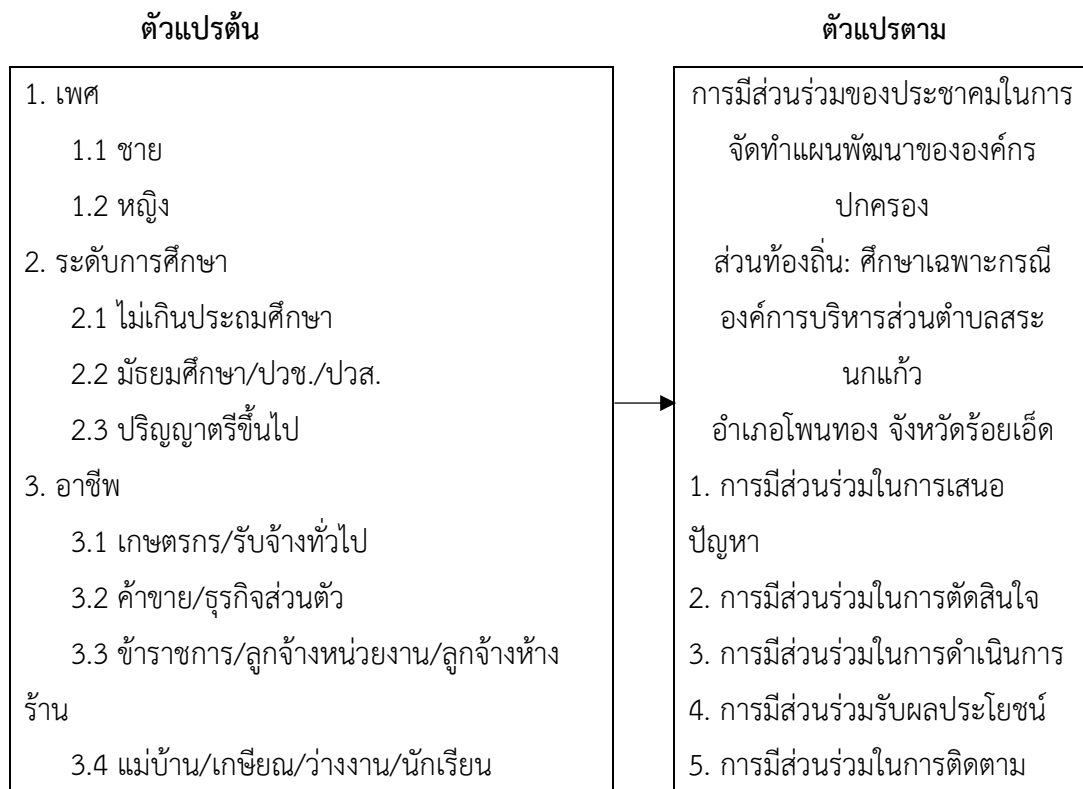 ตัวแปรต้น
1. เพศ
1.1 ชาย
1.2 หญิง
2. ระดับการศึกษา
2.1 ไม่เกินประถมศึกษา
2.2 มัธยมศึกษา/ปวช./ปวส.
2.3 ปริญญาตรีขึ้นไป
3. อาชีพ
3.1 เกษตรกร/รับจ้างทั่วไป
3.2 ค้าขาย/ธุรกิจส่วนตัว
3.3 ข้าราชการ/ลูกจ้างหน่วยงาน/ลูกจ้างห้าง
ร้าน
3.4 แม่บ้าน/เกษียณ/ว่างงาน/นักเรียน
ตัวแปรตาม
การมีส่วนร่วมของประชาคมในการ
จัดทำแผนพัฒนาขององค์กร
ปกครอง
ส่วนท้องถิ่น: ศึกษาเฉพาะกรณี
องค์การบริหารส่วนตำบลสระ
นกแก้ว
อำเภอโพนทอง จังหวัดร้อยเอ็ด
1. การมีส่วนร่วมในการเสนอ
ปัญหา
2. การมีส่วนร่วมในการตัดสินใจ
3. การมีส่วนร่วมในการดำเนินการ
4. การมีส่วนร่วมรับผลประโยชน์
5. การมีส่วนร่วมในการติดตาม